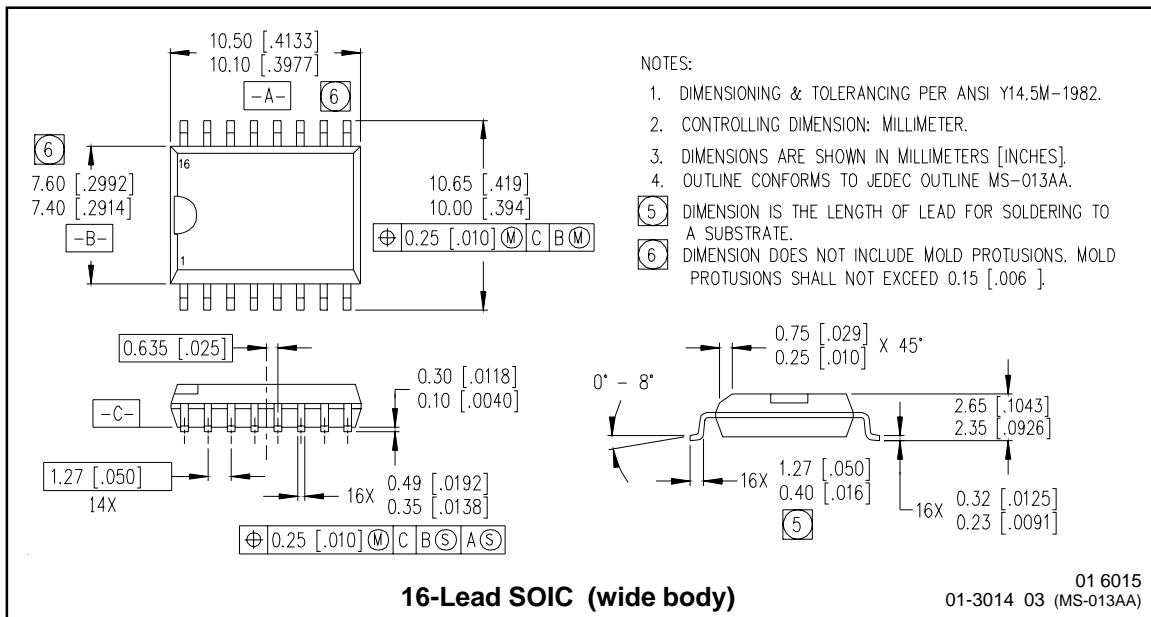 10.50 [.4133]
10.10 [.3977]
-A-
6
6
7.60 [.2992]
7.40 [.2914]
-B-
16
1
10.65 [.419]
10.00 [.394]
⌖ 0.25 [.010] Ⓜ C B Ⓜ
NOTES:
1. DIMENSIONING & TOLERANCING PER ANSI Y14.5M-1982.
2. CONTROLLING DIMENSION: MILLIMETER.
3. DIMENSIONS ARE SHOWN IN MILLIMETERS [INCHES].
4. OUTLINE CONFORMS TO JEDEC OUTLINE MS-013AA.
5 DIMENSION IS THE LENGTH OF LEAD FOR SOLDERING TO
A SUBSTRATE.
6 DIMENSION DOES NOT INCLUDE MOLD PROTUSIONS. MOLD
PROTUSIONS SHALL NOT EXCEED 0.15 [.006 ].
0.635 [.025]
-C-
0.30 [.0118]
0.10 [.0040]
1.27 [.050]
14X
16X 0.49 [.0192]
0.35 [.0138]
⌖ 0.25 [.010] Ⓜ C B Ⓢ A Ⓢ
0.75 [.029]
0.25 [.010] X 45°
0° - 8°
2.65 [.1043]
2.35 [.0926]
16X 1.27 [.050]
0.40 [.016]
5
16X 0.32 [.0125]
0.23 [.0091]
16-Lead SOIC (wide body)
01 6015
01-3014 03 (MS-013AA)